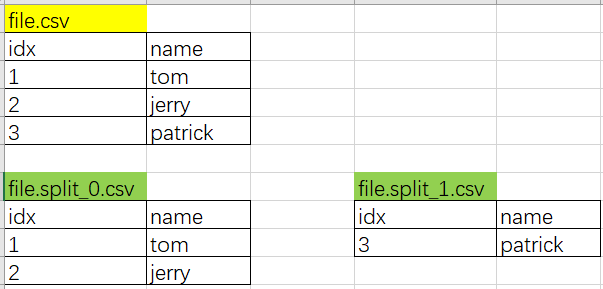 file.csv
idx name
1 tom
2 jerry
3 patrick
file.split_0.csv file.split_1.csv
idx name idx name
1 tom 3 patrick
2 jerry